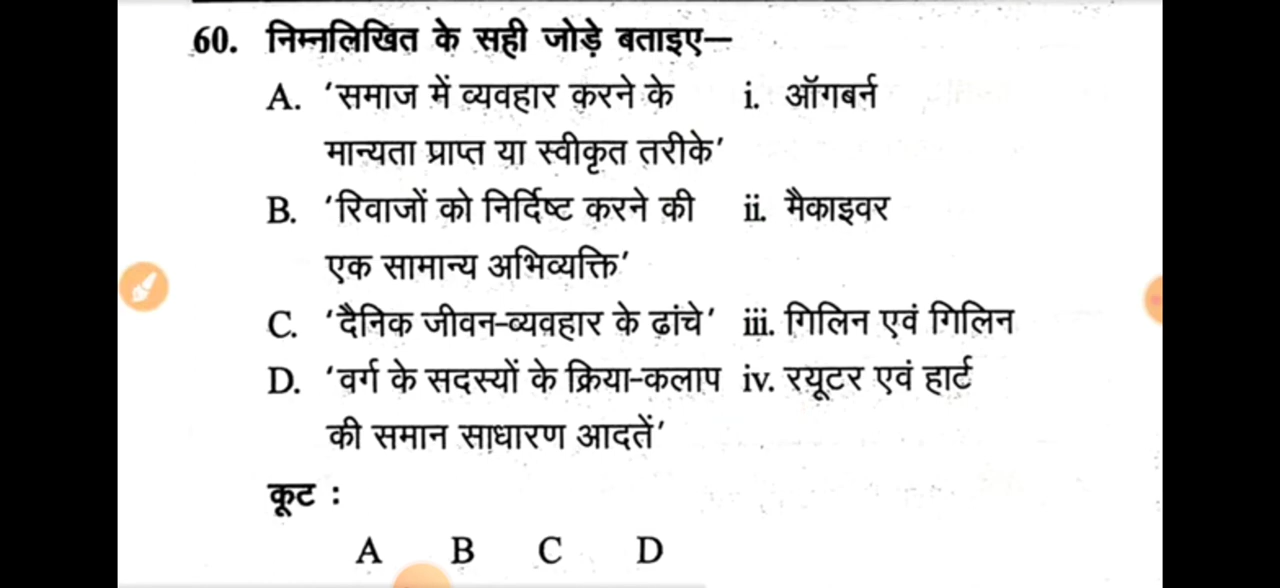 60. निम्नलिखित के सही जोड़े बताइए—
A. ‘समाज में व्यवहार करने के i. ऑगबर्न
मान्यता प्राप्त या स्वीकृत तरीके’
B. ‘रिवाजों को निर्दिष्ट करने की ii. मैकाइवर
एक सामान्य अभिव्यक्ति’
C. ‘दैनिक जीवन-व्यवहार के ढांचे’ iii. गिलिन एवं गिलिन
D. ‘वर्ग के सदस्यों के क्रिया-कलाप iv. रयूटर एवं हार्ट
की समान साधारण आदतें’
कूट :
A B C D